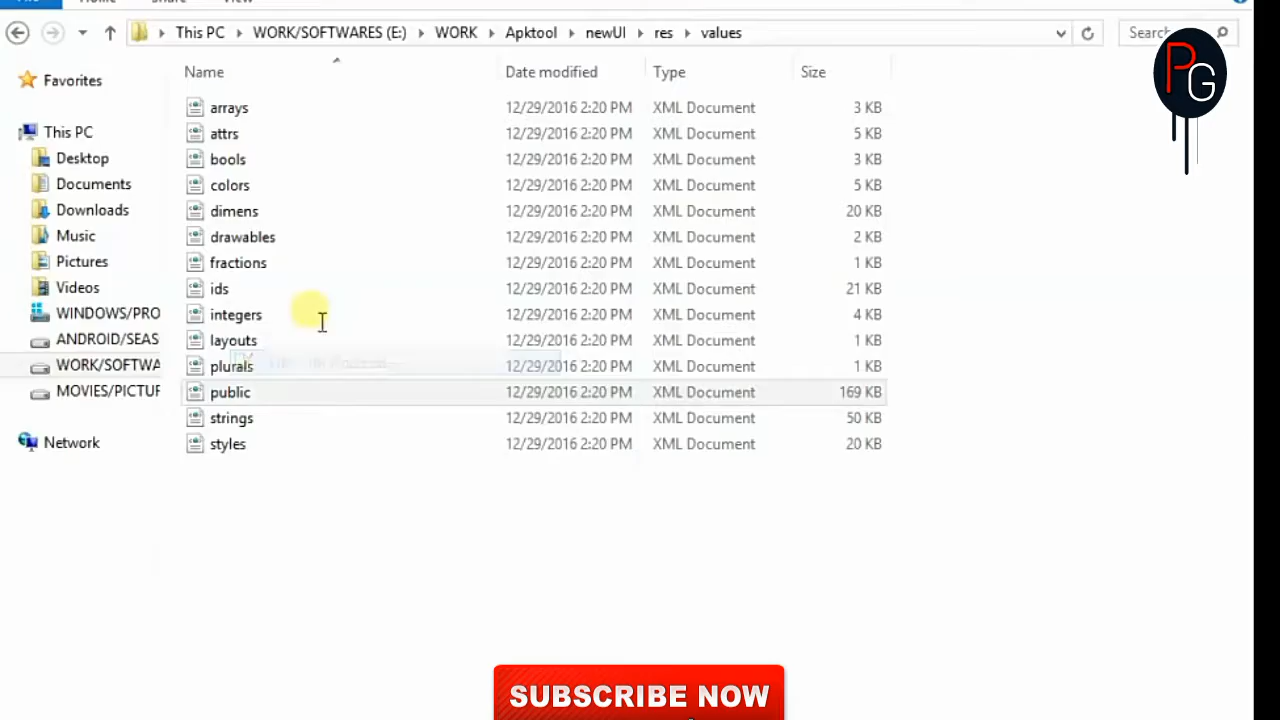 This PC WORK/SOFTWARES (E:) WORK Apktool newUI res values Searc
PG
Name Date modified Type Size
Favorites
This PC
Desktop
Documents
Downloads
Music
Pictures
Videos
WINDOWS/PRO
ANDROID/SEAS
WORK/SOFTWA
MOVIES/PICTUF
Network
arrays 12/29/2016 2:20 PM XML Document 3 KB
attrs 12/29/2016 2:20 PM XML Document 5 KB
bools 12/29/2016 2:20 PM XML Document 3 KB
colors 12/29/2016 2:20 PM XML Document 5 KB
dimens 12/29/2016 2:20 PM XML Document 20 KB
drawables 12/29/2016 2:20 PM XML Document 2 KB
fractions 12/29/2016 2:20 PM XML Document 1 KB
ids 12/29/2016 2:20 PM XML Document 21 KB
integers 12/29/2016 2:20 PM XML Document 4 KB
layouts 12/29/2016 2:20 PM XML Document 1 KB
plurals 12/29/2016 2:20 PM XML Document 1 KB
public 12/29/2016 2:20 PM XML Document 169 KB
strings 12/29/2016 2:20 PM XML Document 50 KB
styles 12/29/2016 2:20 PM XML Document 20 KB
SUBSCRIBE NOW